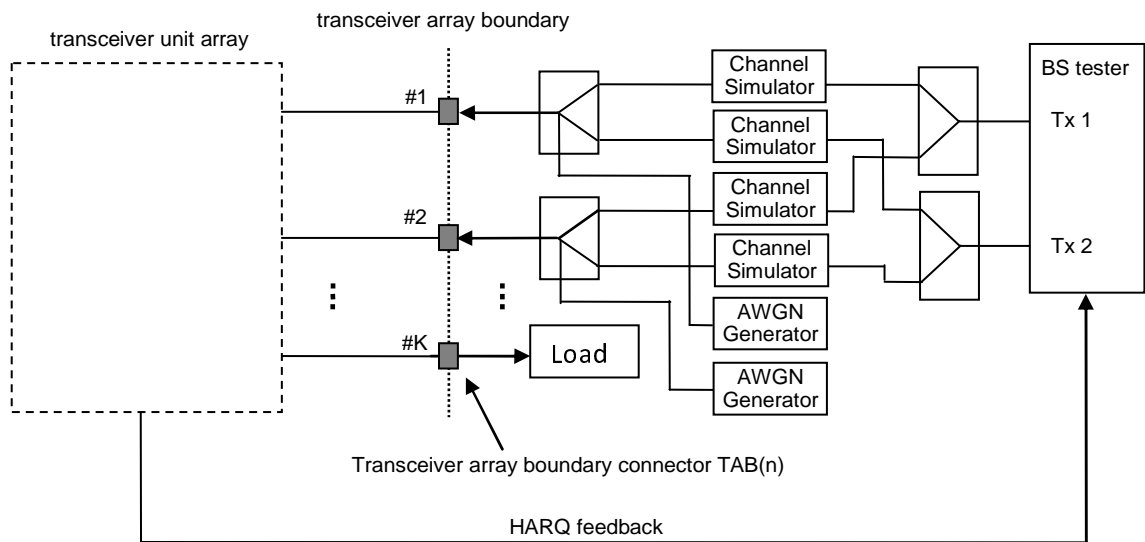 transceiver array boundary
transceiver unit array
#1
#2
#K
Channel
Simulator
Channel
Simulator
Channel
Simulator
Channel
Simulator
AWGN
Generator
AWGN
Generator
Load
BS tester
Tx 1
Tx 2
Transceiver array boundary connector TAB(n)
HARQ feedback